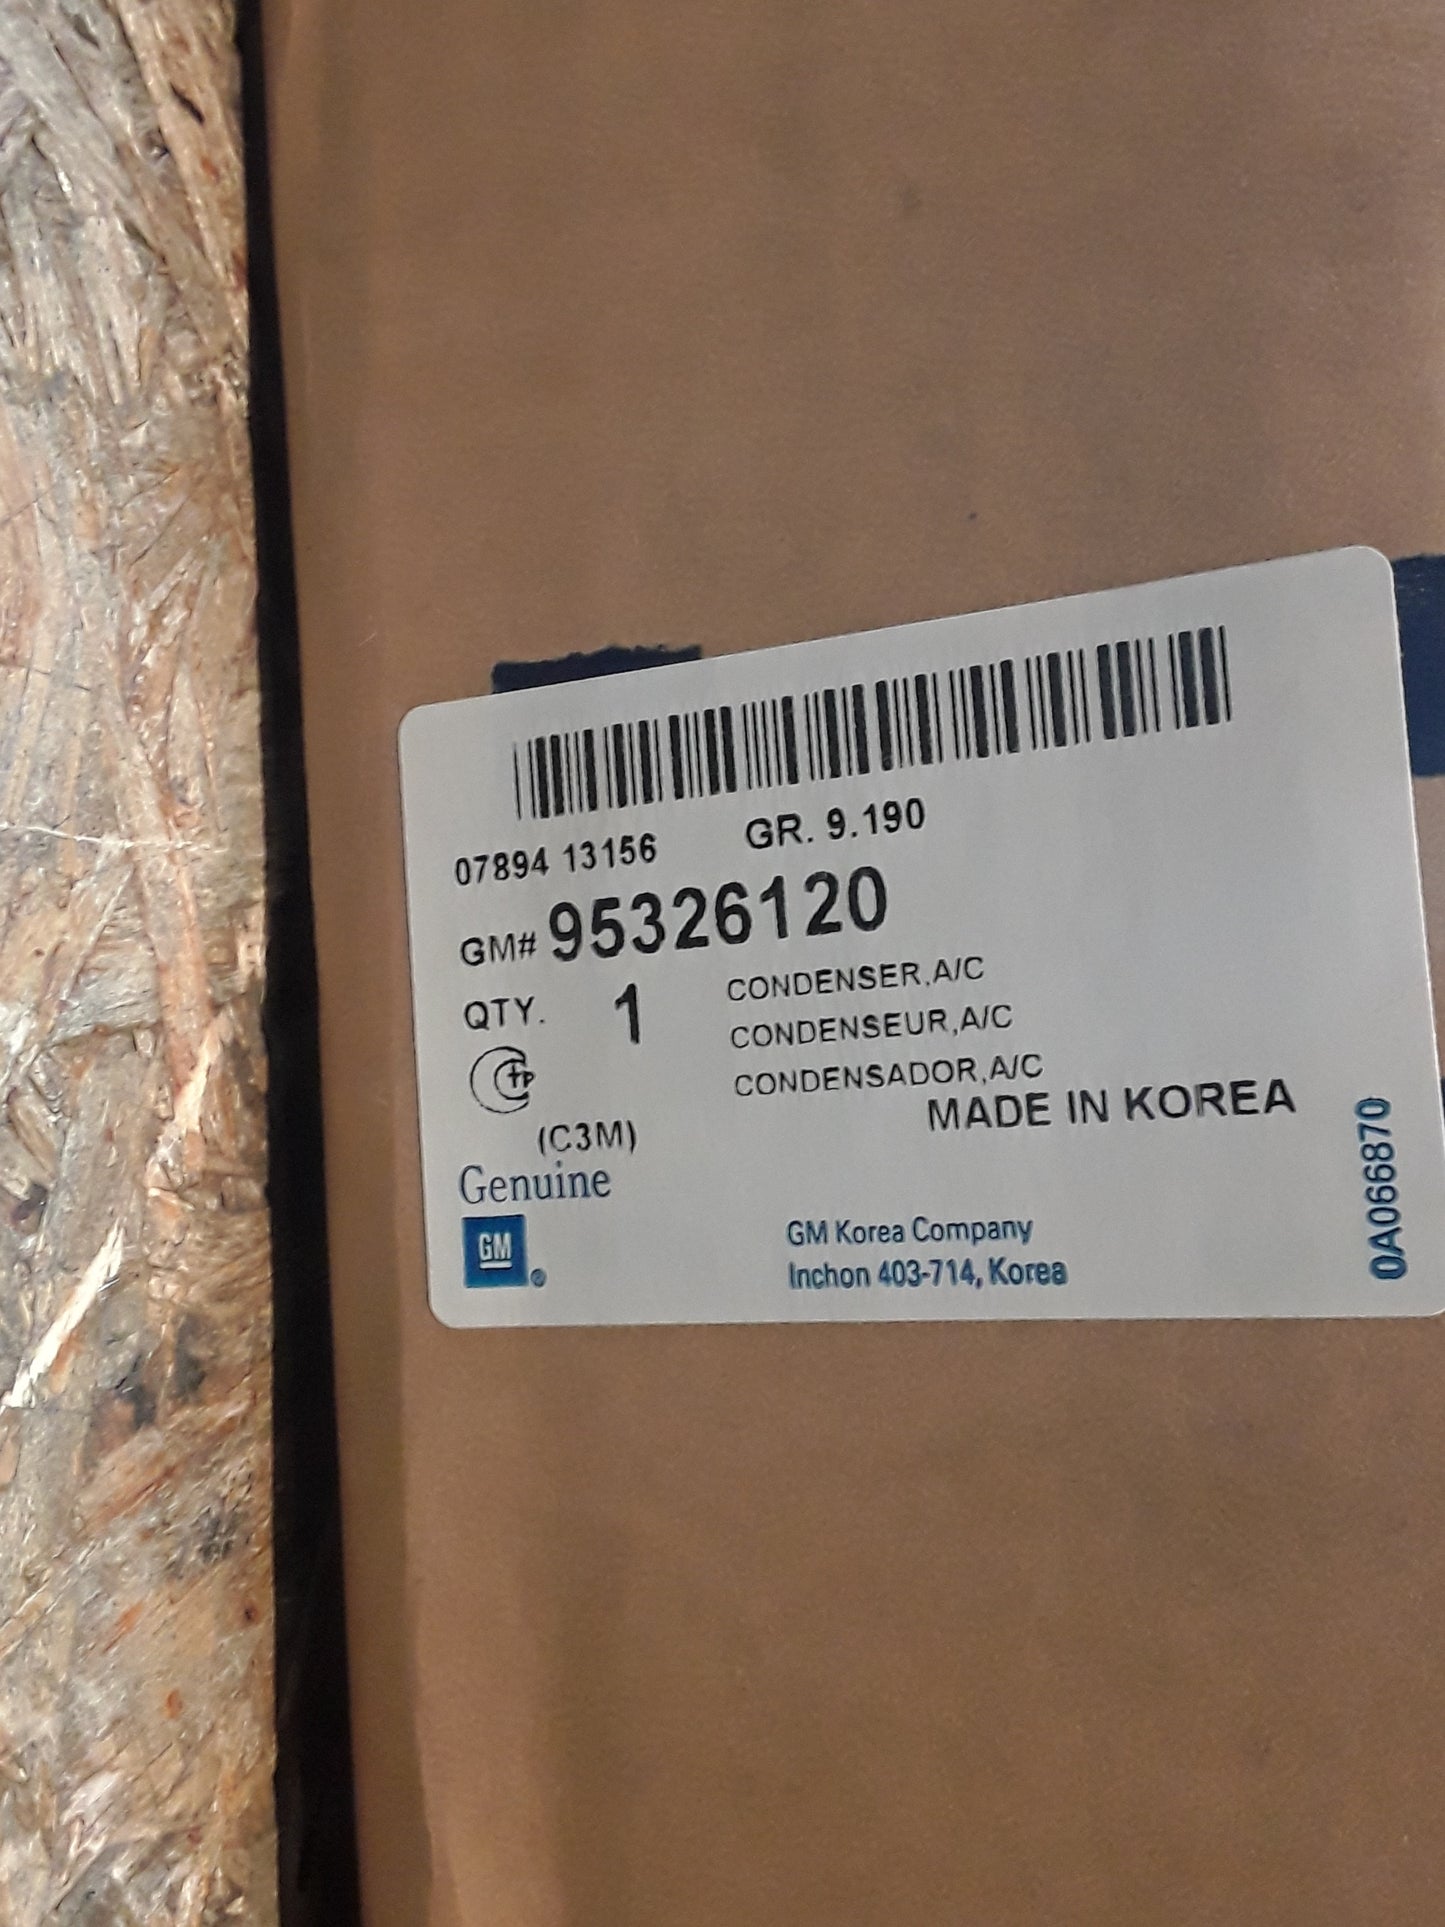 07894 13156 GR. 9.190
GM# 95326120
QTY. 1
CONDENSER,A/C
CONDENSEUR,A/C
CONDENSADOR,A/C
MADE IN KOREA
(C3M)
Genuine
GM®
GM Korea Company
Inchon 403-714, Korea
0A066870